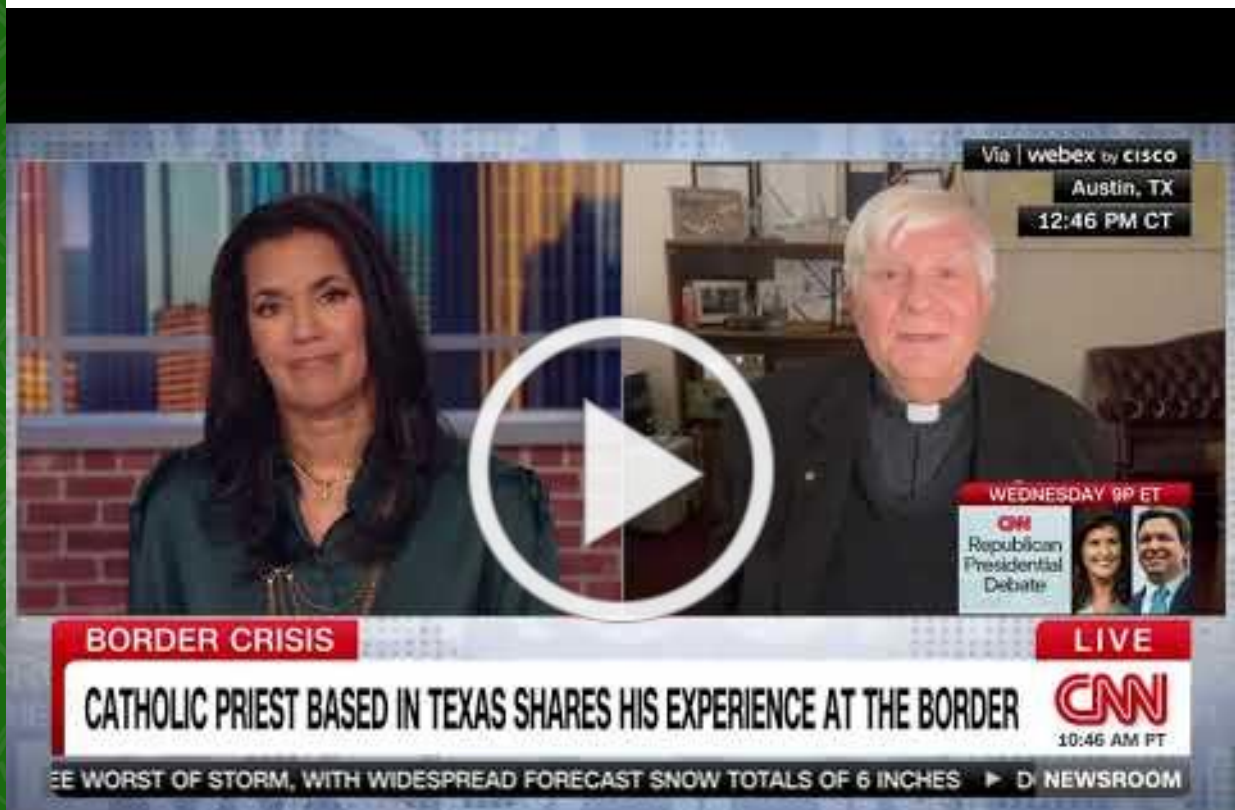 Via | webex by CISCO
Austin, TX
12:46 PM CT
WEDNESDAY 9P ET
CNN
Republican
Presidential
Debate
BORDER CRISIS
LIVE
CATHOLIC PRIEST BASED IN TEXAS SHARES HIS EXPERIENCE AT THE BORDER
CNN
10:46 AM PT
WORST OF STORM, WITH WIDESPREAD FORECAST SNOW TOTALS OF 6 INCHES
NEWSROOM